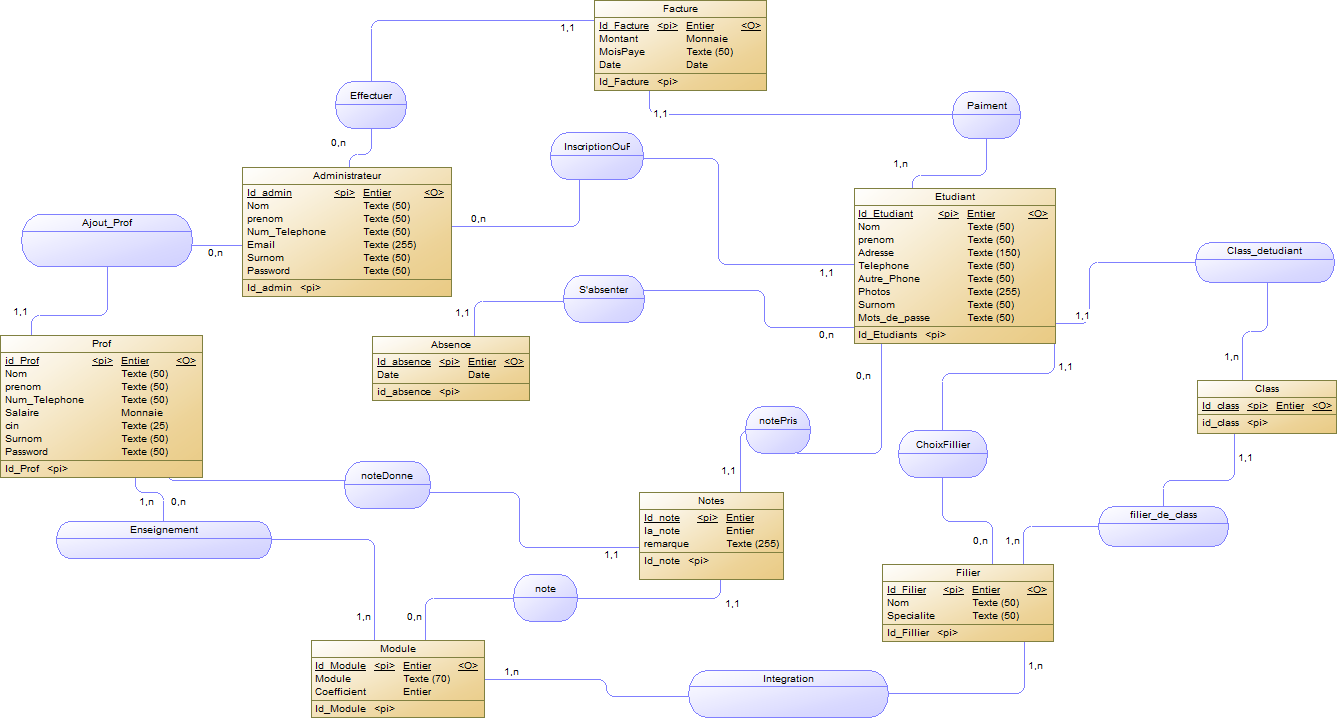 Facture
Id_Facture <pi> Entier <O>
Montant Monnaie
MoisPaye Texte (50)
Date Date
Id_Facture <pi>
1,1
Effectuer
0,n
1,1
Paiment
1,n
InscriptionOuF
0,n
1,1
Administrateur
Id_admin <pi> Entier <O>
Nom Texte (50)
prenom Texte (50)
Num_Telephone Texte (50)
Email Texte (255)
Surnom Texte (50)
Password Texte (50)
Id_admin <pi>
Ajout_Prof
0,n
1,1
Etudiant
Id_Etudiant <pi> Entier <O>
Nom Texte (50)
prenom Texte (50)
Adresse Texte (150)
Telephone Texte (50)
Autre_Phone Texte (50)
Photos Texte (255)
Surnom Texte (50)
Mots_de_passe Texte (50)
Id_Etudiants <pi>
Class_detudiant
1,1
1,n
S'absenter
1,1
0,n
Prof
id_Prof <pi> Entier <O>
Nom Texte (50)
prenom Texte (50)
Num_Telephone Texte (50)
Salaire Monnaie
cin Texte (25)
Surnom Texte (50)
Password Texte (50)
Id_Prof <pi>
Absence
Id_absence <pi> Entier <O>
Date Date
id_absence <pi>
Class
Id_class <pi> Entier <O>
id_class <pi>
0,n
notePris
1,1
1,1
ChoixFillier
0,n
1,1
filier_de_class
1,n
noteDonne
0,n
1,1
1,n
Enseignement
1,n
Notes
Id_note <pi> Entier
la_note Entier
remarque Texte (255)
Id_note <pi>
note
0,n
1,1
Filier
Id_Filier <pi> Entier <O>
Nom Texte (50)
Specialite Texte (50)
Id_Fillier <pi>
Module
Id_Module <pi> Entier <O>
Module Texte (70)
Coefficient Entier
Id_Module <pi>
1,n
Integration
1,n